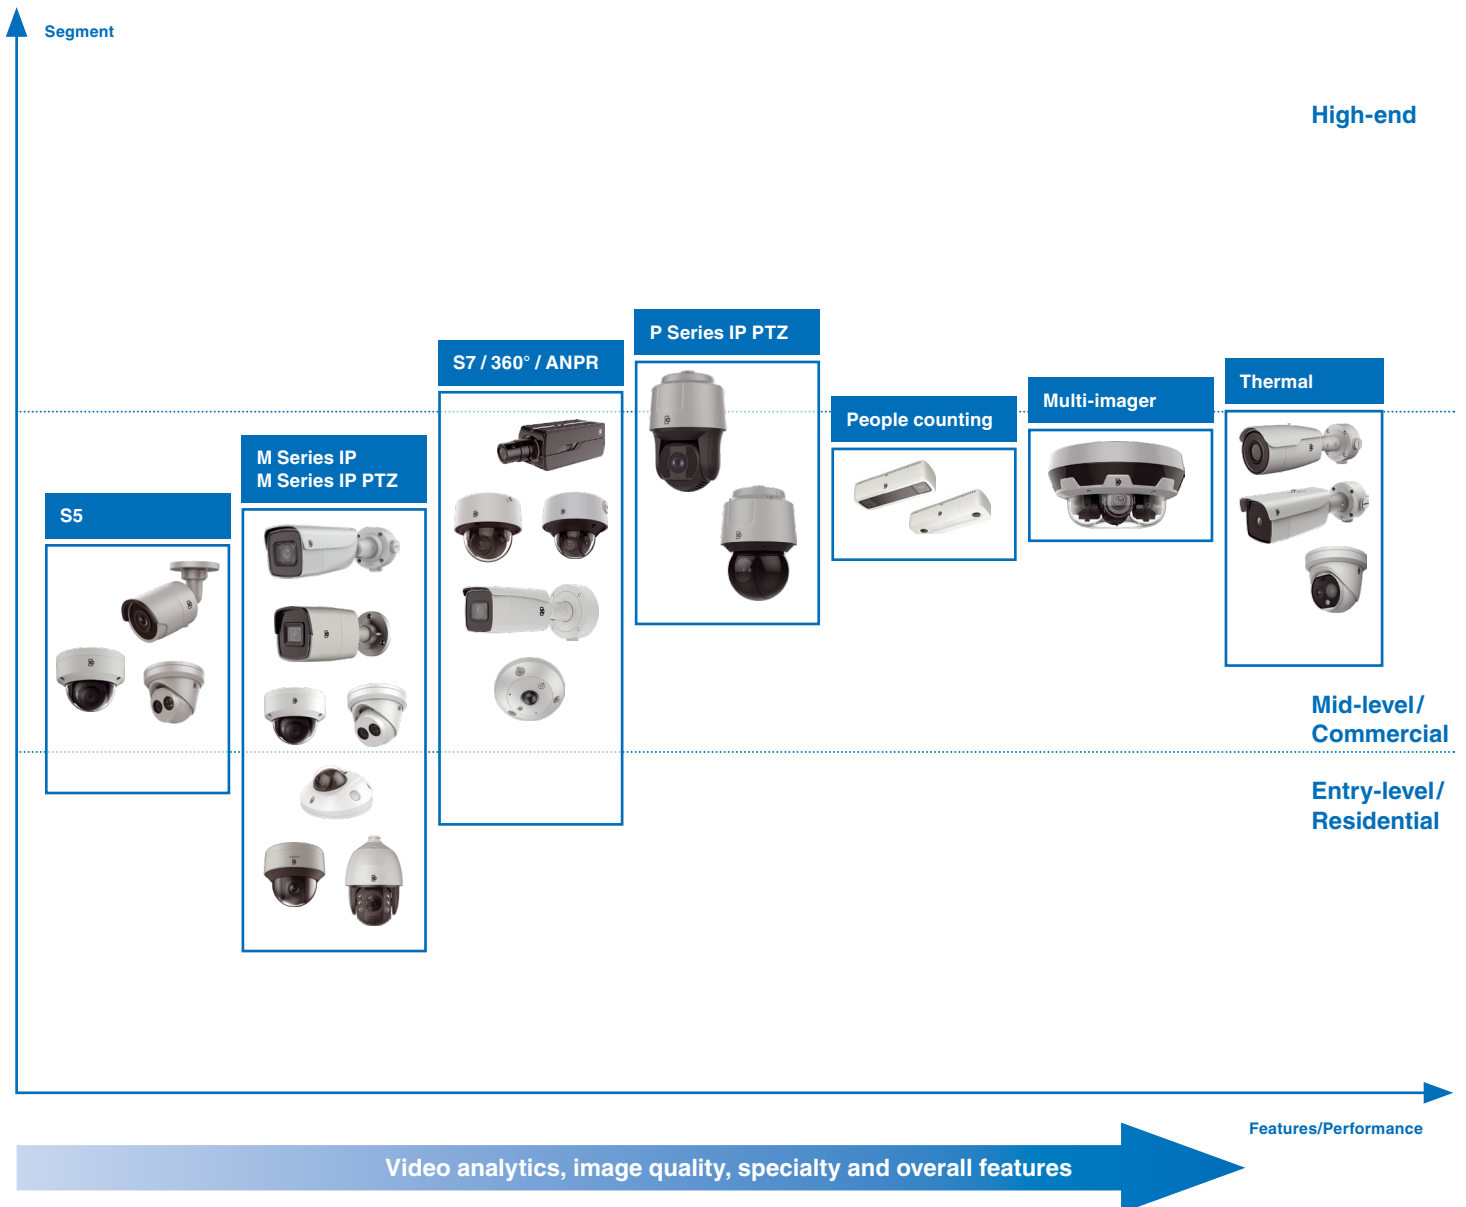 Segment
High-end
P Series IP PTZ
S7 / 360° / ANPR
Thermal
Multi-imager
People counting
M Series IP
M Series IP PTZ
S5
Mid-level/
Commercial
Entry-level/
Residential
Features/Performance
Video analytics, image quality, specialty and overall features